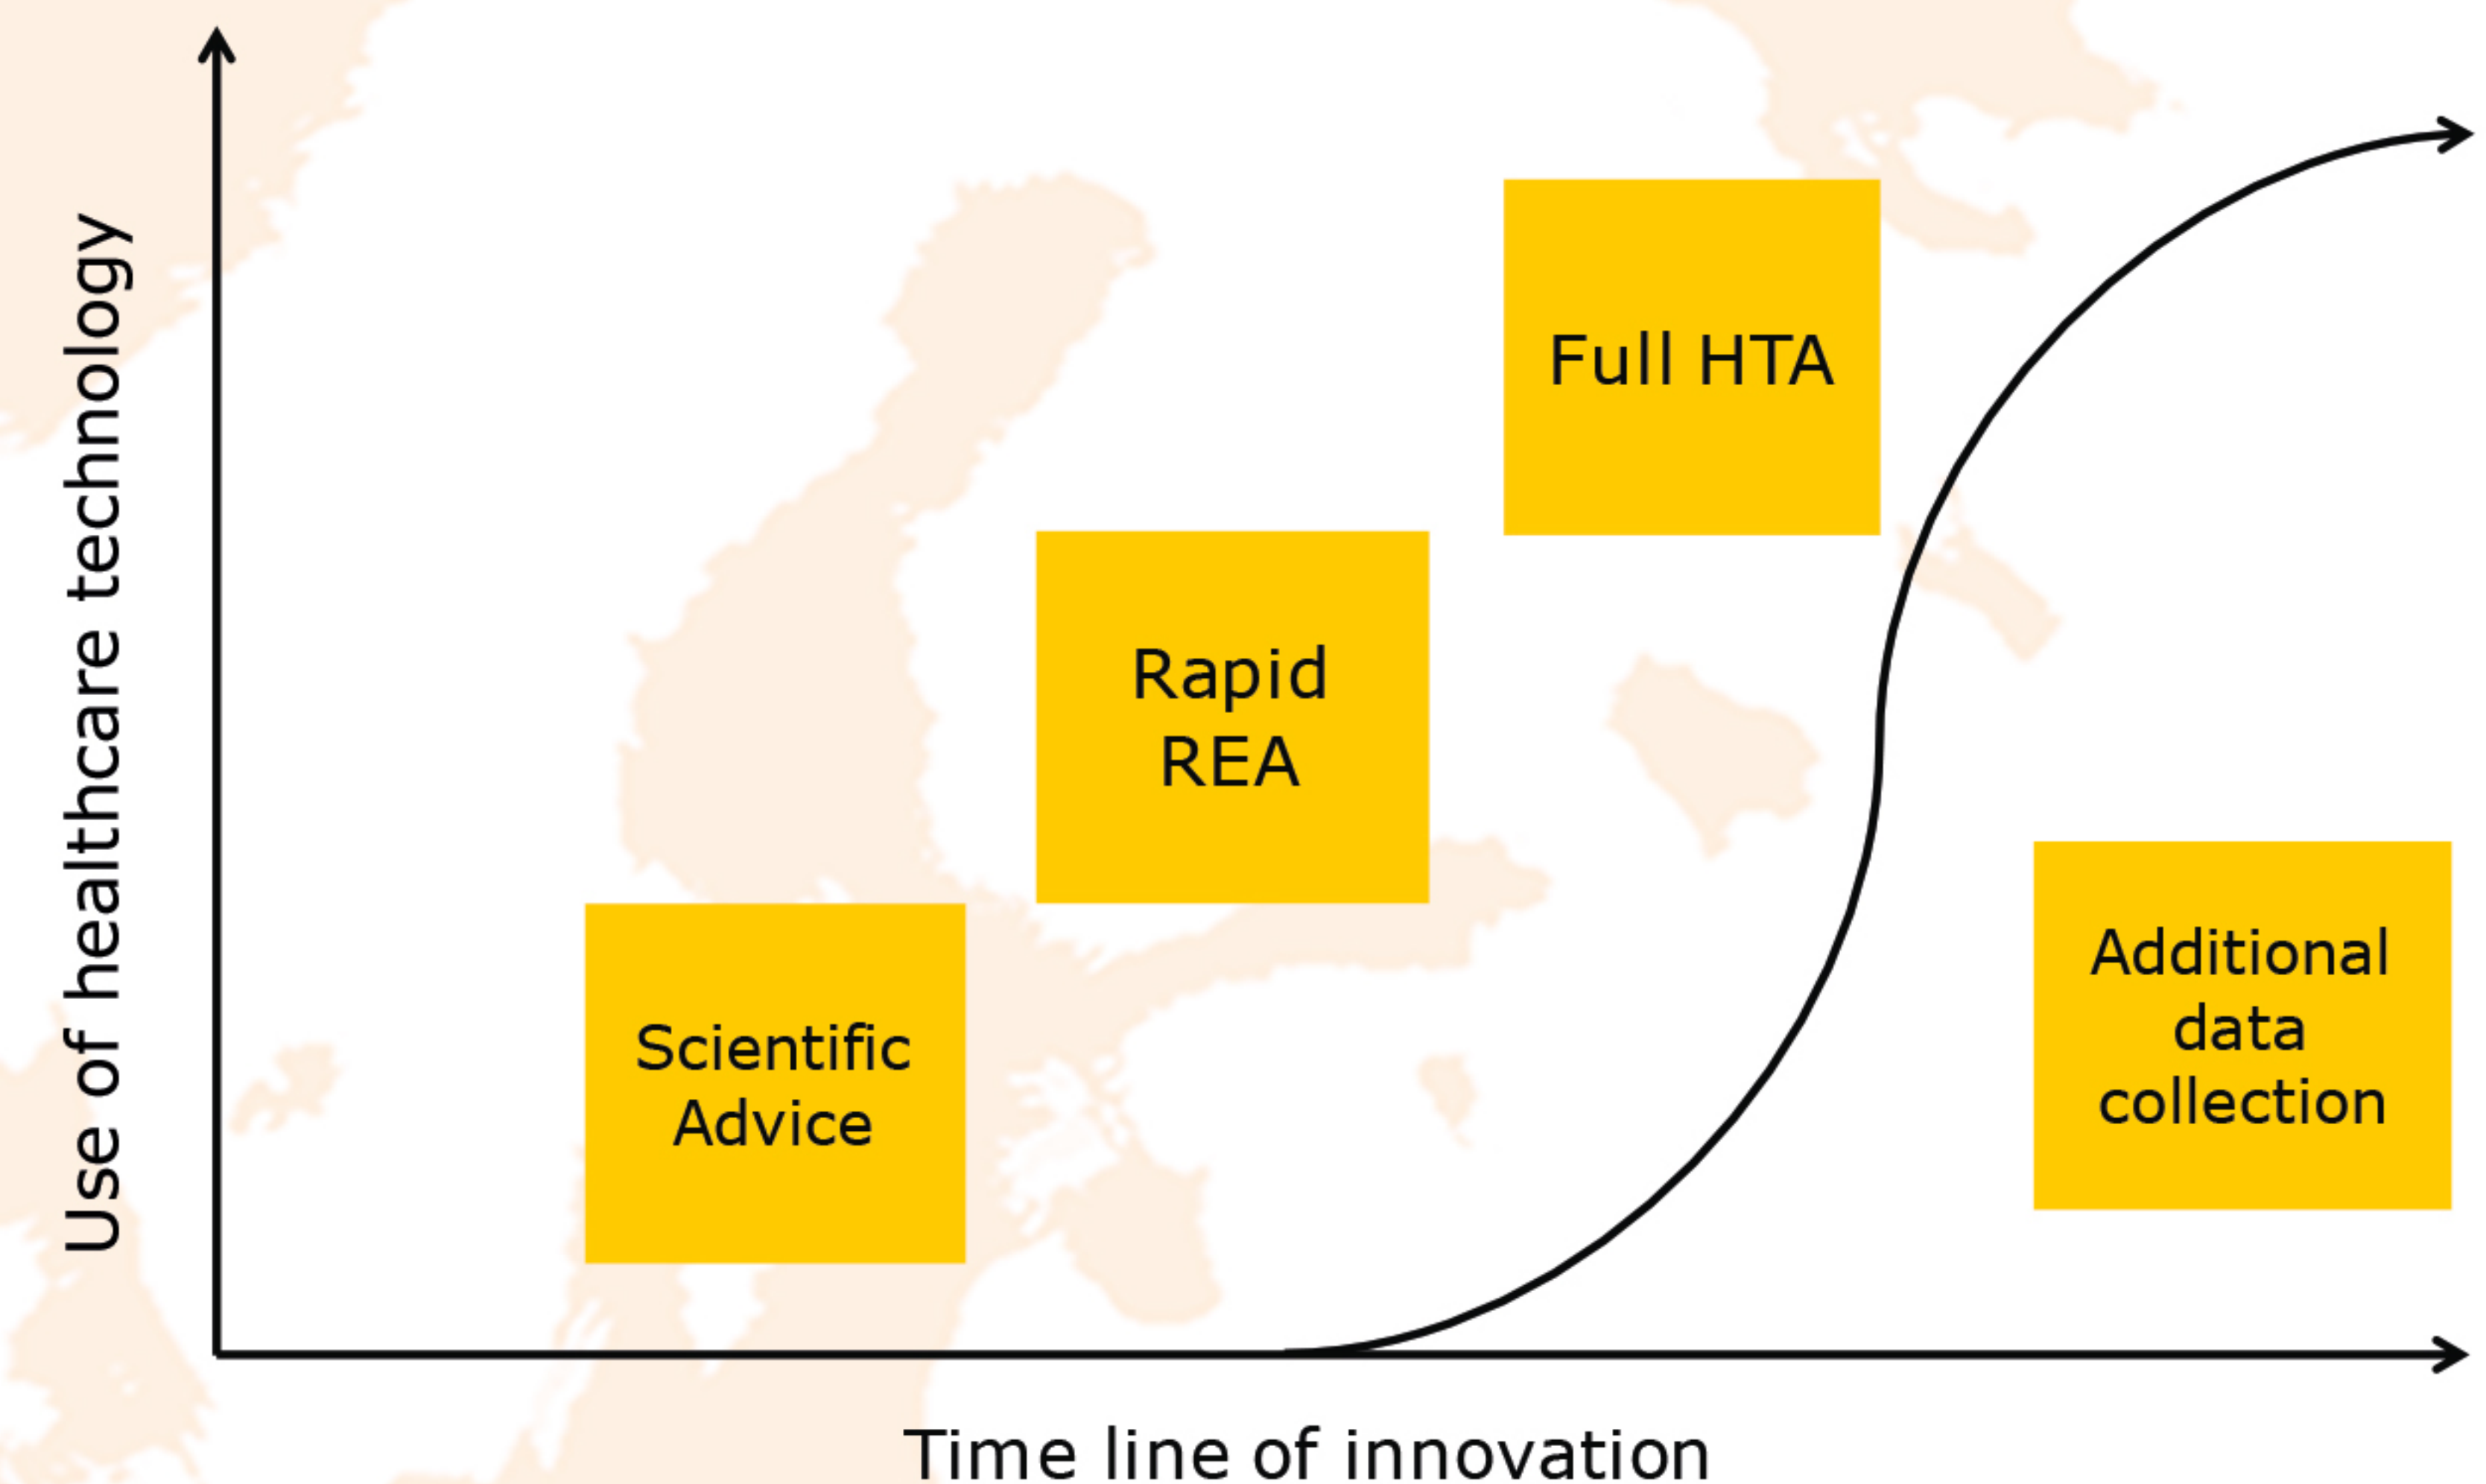 Use of healthcare technology
Full HTA
Rapid
REA
Scientific
Advice
Additional
data
collection
Time line of innovation